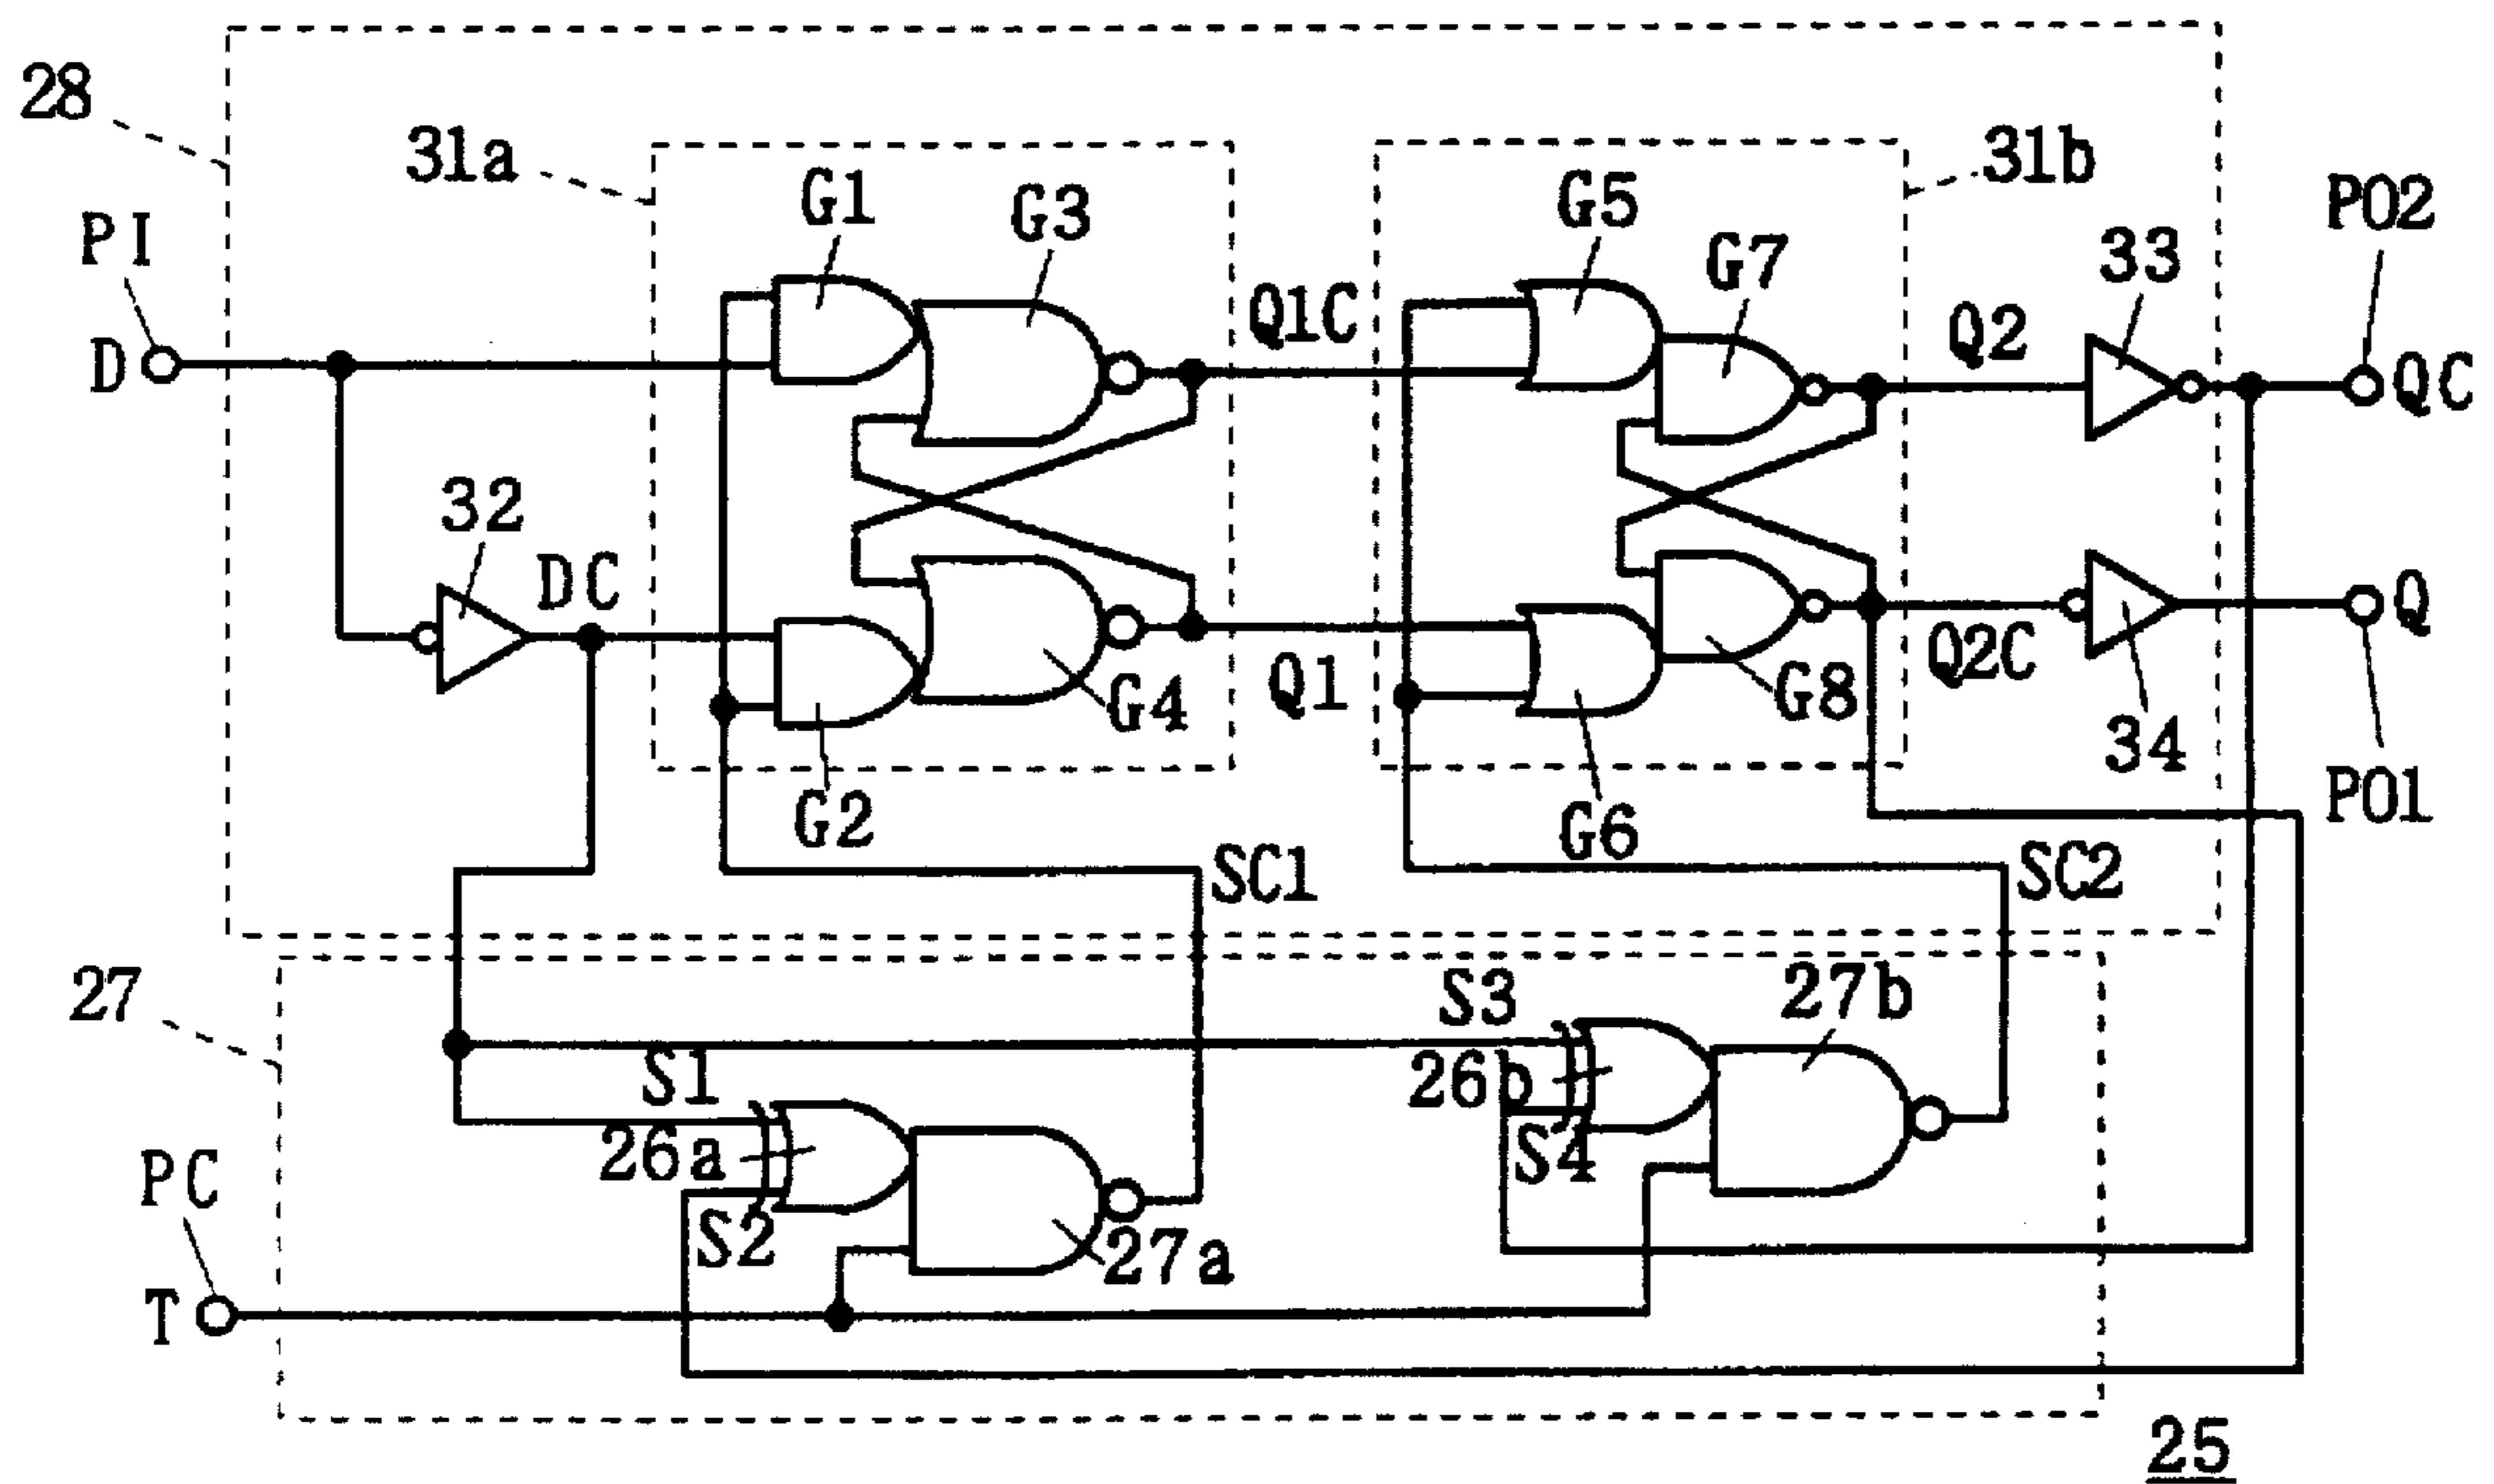 28
31a
31b
PI
G1
G3
G5
G7
33
PO2
D
Q1C
Q2
QC
32
DC
G4
Q1
G8
Q2C
Q
34
G2
G6
PO1
SC1
SC2
27
S3
27b
S1
26b
26a
S4
PC
S2
27a
T
25